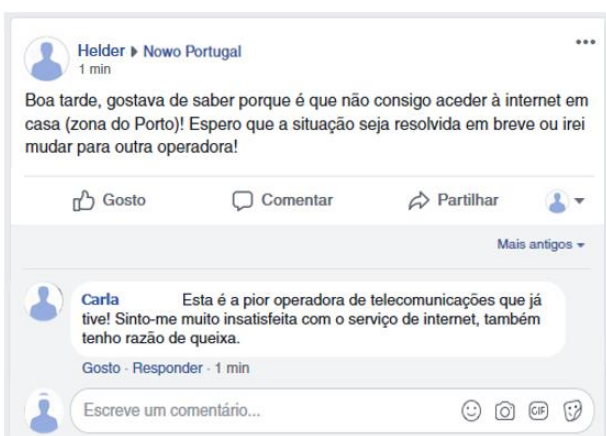 Helder ▸ Nowo Portugal
1 min
Boa tarde, gostava de saber porque é que não consigo aceder à internet em
casa (zona do Porto)! Espero que a situação seja resolvida em breve ou irei
mudar para outra operadora!
Gosto Comentar Partilhar
Mais antigos
Carla Esta é a pior operadora de telecomunicações que já
tive! Sinto-me muito insatisfeita com o serviço de internet, também
tenho razão de queixa.
Gosto · Responder · 1 min
Escreve um comentário... GIF